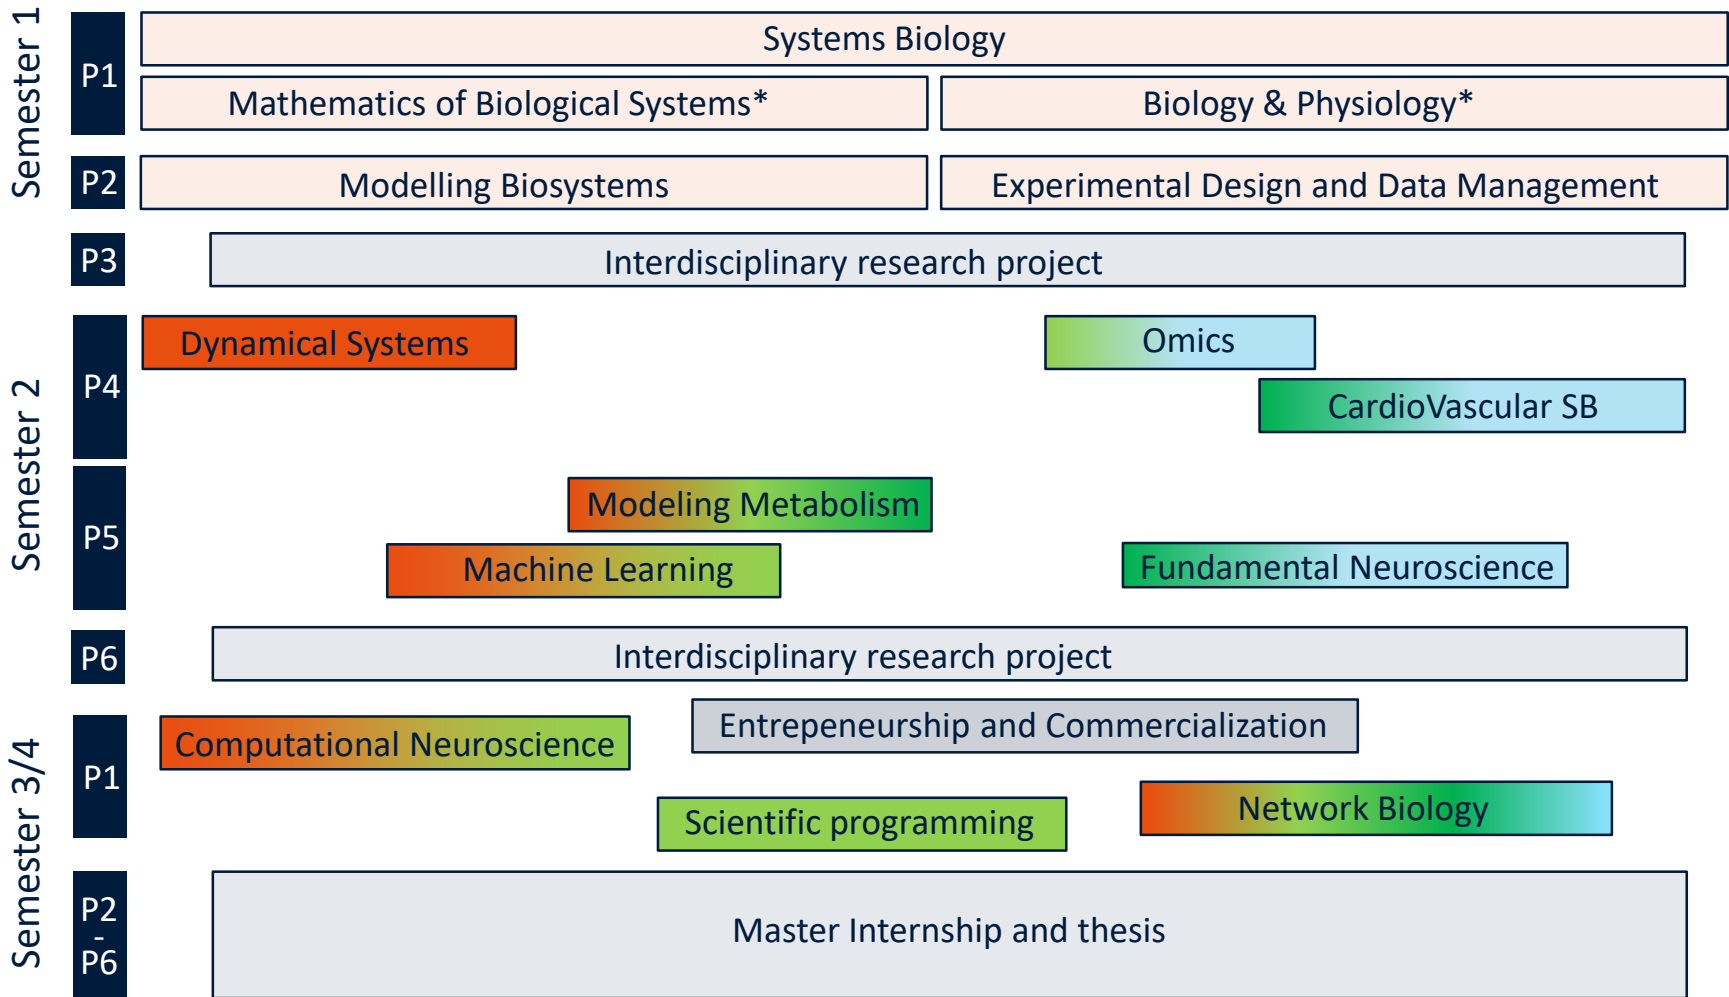 Semester 1
P1
Systems Biology
Mathematics of Biological Systems*
Biology & Physiology*
P2
Modelling Biosystems
Experimental Design and Data Management
P3
Interdisciplinary research project
Semester 2
P4
Dynamical Systems
Omics
CardioVascular SB
P5
Modeling Metabolism
Machine Learning
Fundamental Neuroscience
P6
Interdisciplinary research project
Semester 3/4
P1
Computational Neuroscience
Entrepeneurship and Commercialization
Scientific programming
Network Biology
P2
-
P6
Master Internship and thesis